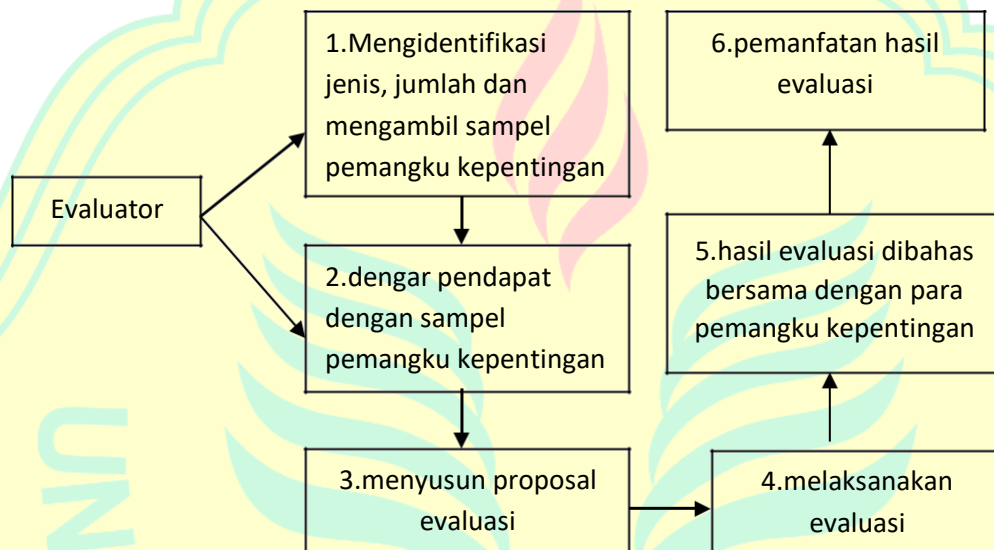 Evaluator
1.Mengidentifikasi
jenis, jumlah dan
mengambil sampel
pemangku kepentingan
2.dengar pendapat
dengan sampel
pemangku kepentingan
3.menyusun proposal
evaluasi
4.melaksanakan
evaluasi
5.hasil evaluasi dibahas
bersama dengan para
pemangku kepentingan
6.pemanfatan hasil
evaluasi
UN